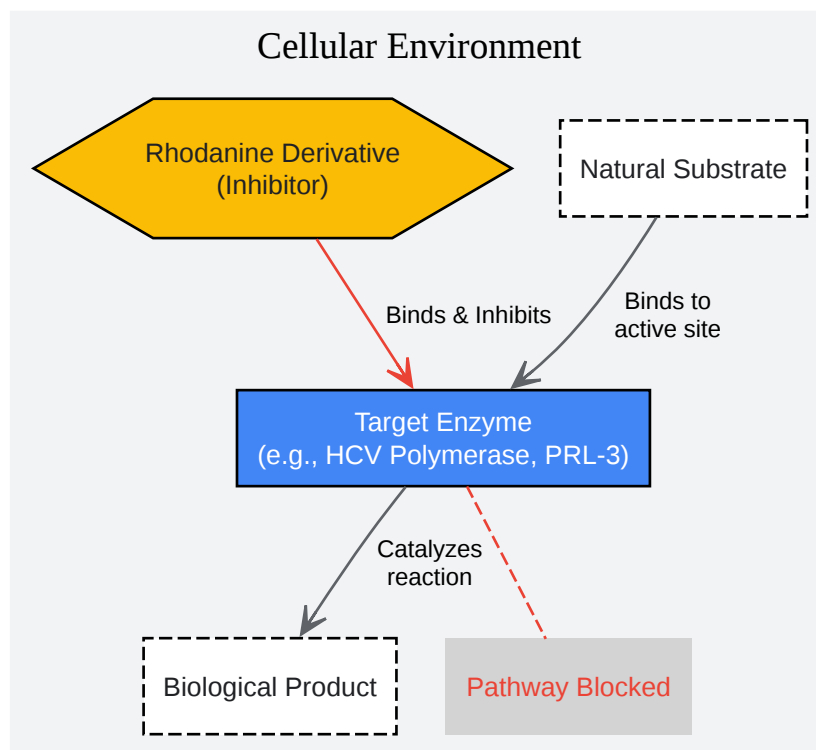 Cellular Environment
Rhodanine Derivative
(Inhibitor)
Natural Substrate
Binds & Inhibits
Binds to
active site
Target Enzyme
(e.g., HCV Polymerase, PRL-3)
Catalyzes
reaction
Biological Product
Pathway Blocked